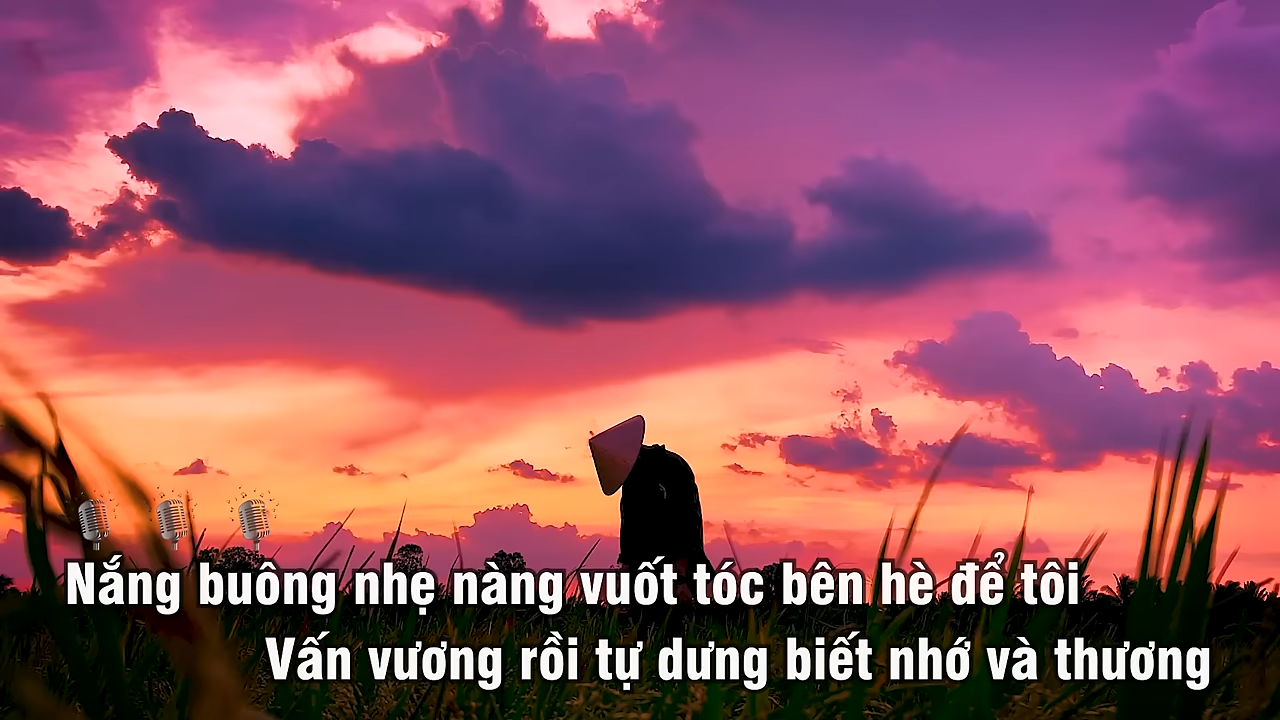 Nắng buông nhẹ nàng vuốt tóc bên hè để tôi
Vấn vương rồi tự dưng biết nhớ và thương